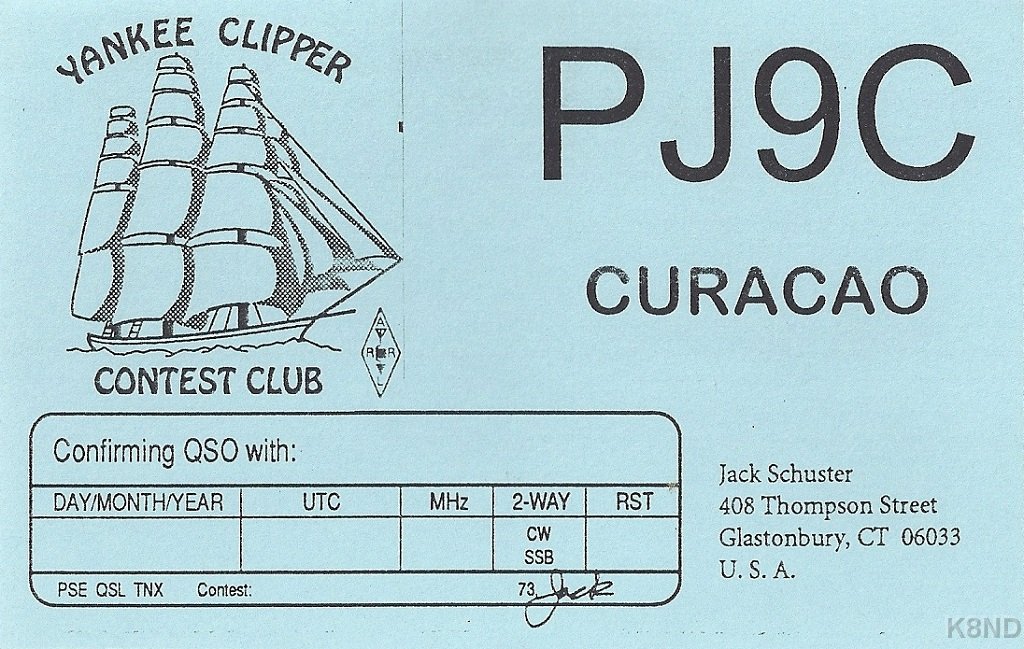 YANKEE CLIPPER
CONTEST CLUB
A
R R
L
PJ9C
CURACAO
Confirming QSO with:
DAY/MONTH/YEAR UTC MHz 2-WAY RST
CW
SSB
PSE QSL TNX Contest: 73, Jack
Jack Schuster
408 Thompson Street
Glastonbury, CT 06033
U. S. A.
K8ND